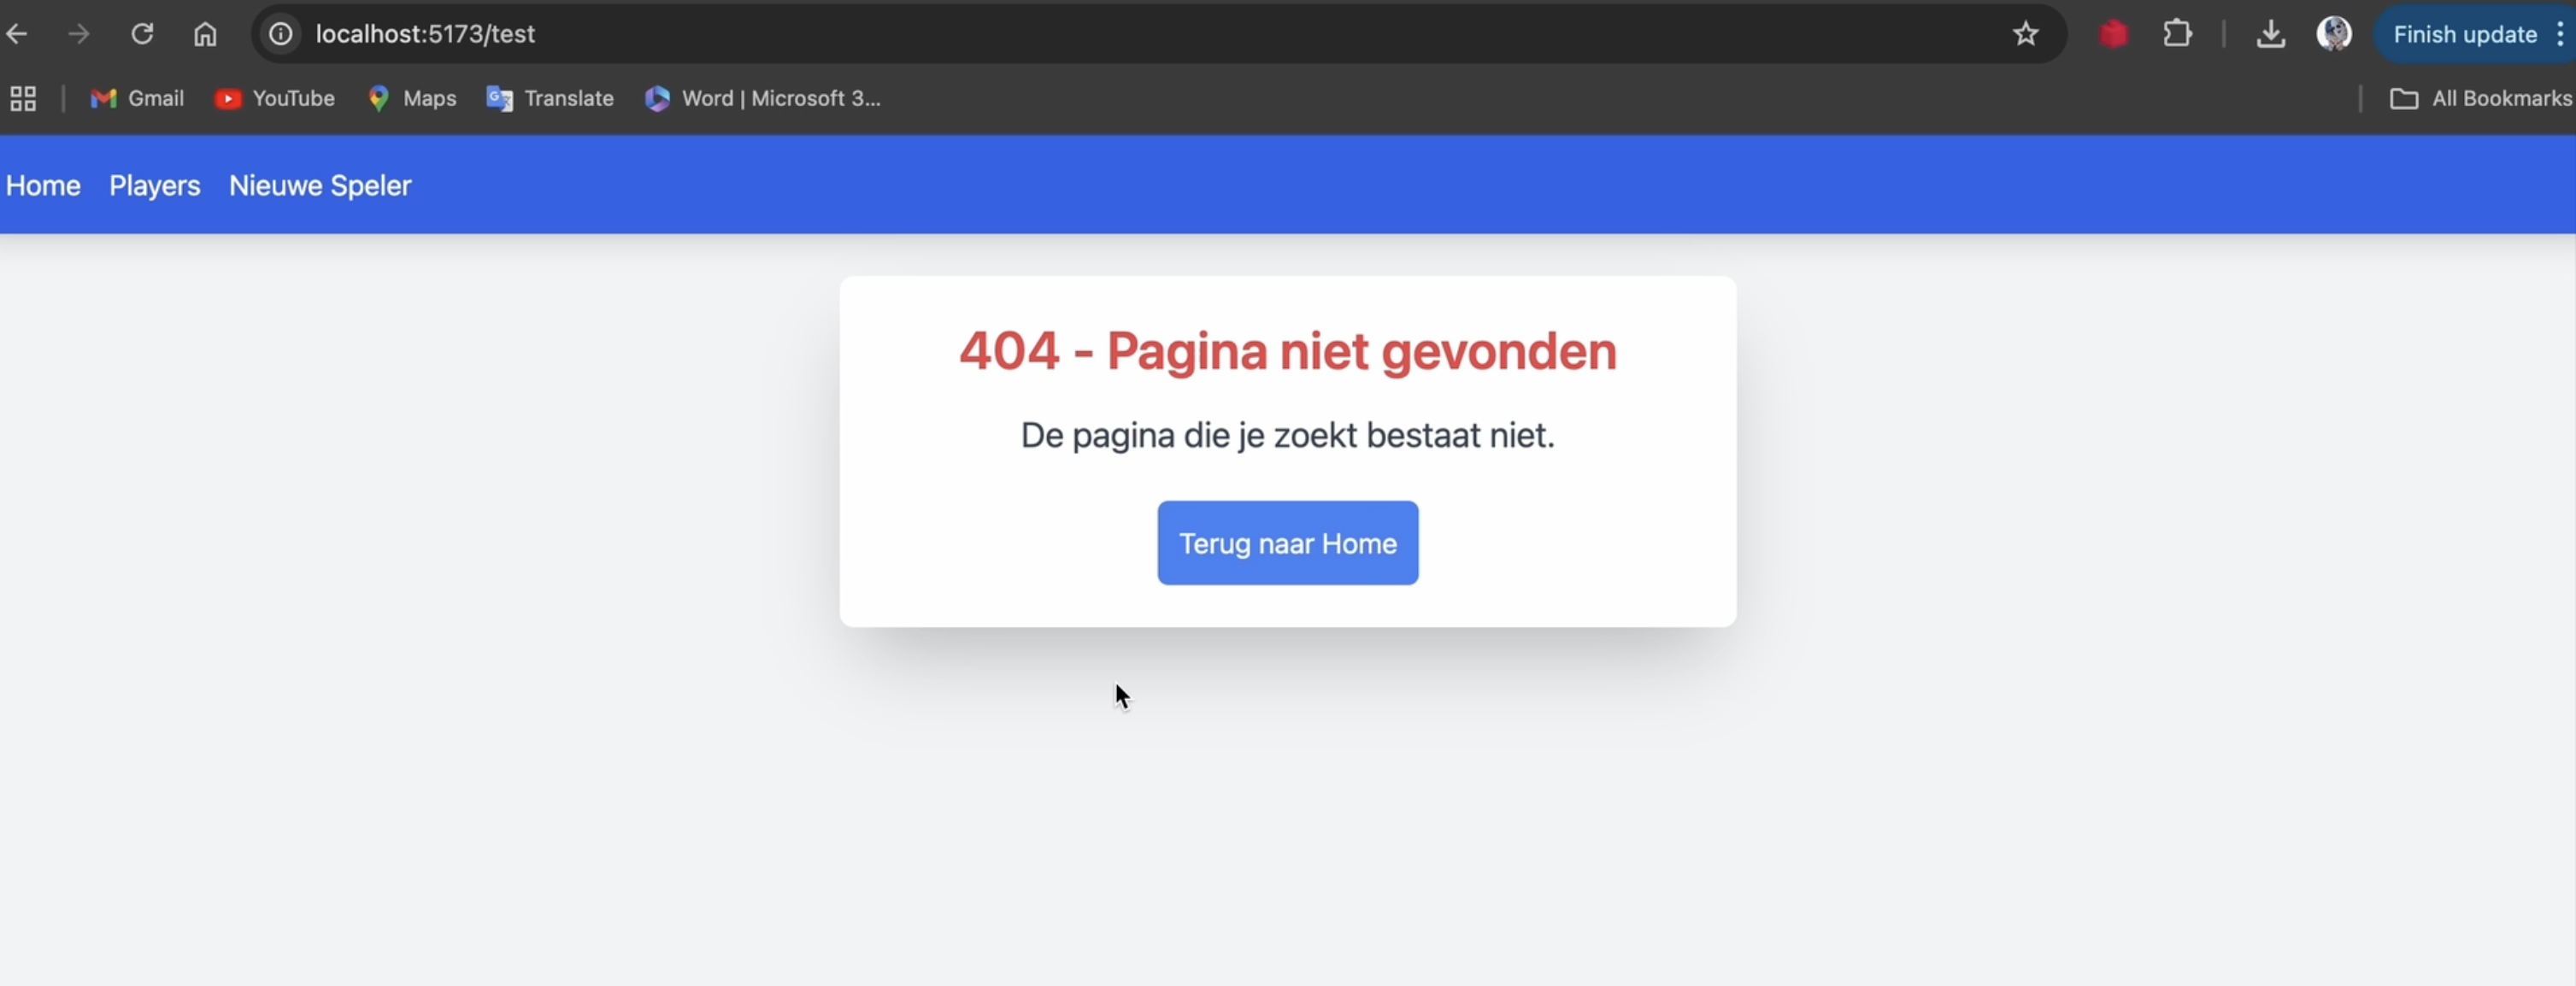 localhost:5173/test
Finish update
Gmail YouTube Maps Translate Word | Microsoft 3... All Bookmarks
Home Players Nieuwe Speler
404 - Pagina niet gevonden
De pagina die je zoekt bestaat niet.
Terug naar Home